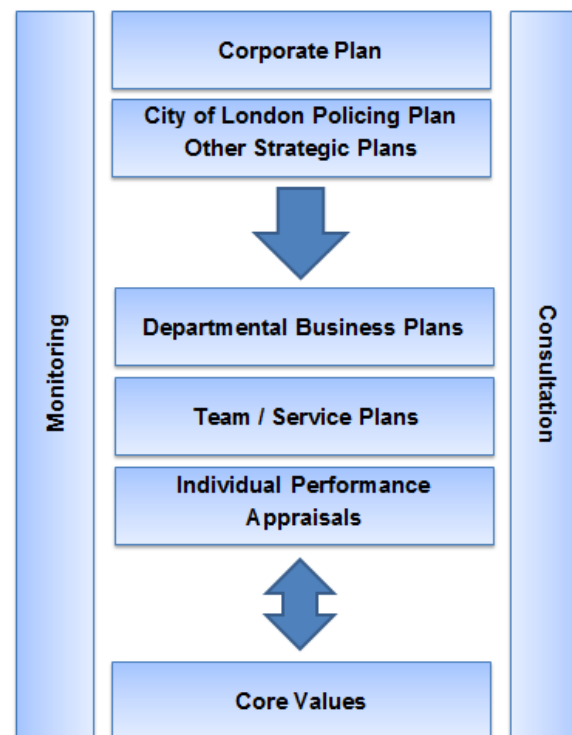 Corporate Plan
City of London Policing Plan
Other Strategic Plans
Departmental Business Plans
Team / Service Plans
Individual Performance
Appraisals
Core Values
Monitoring
Consultation